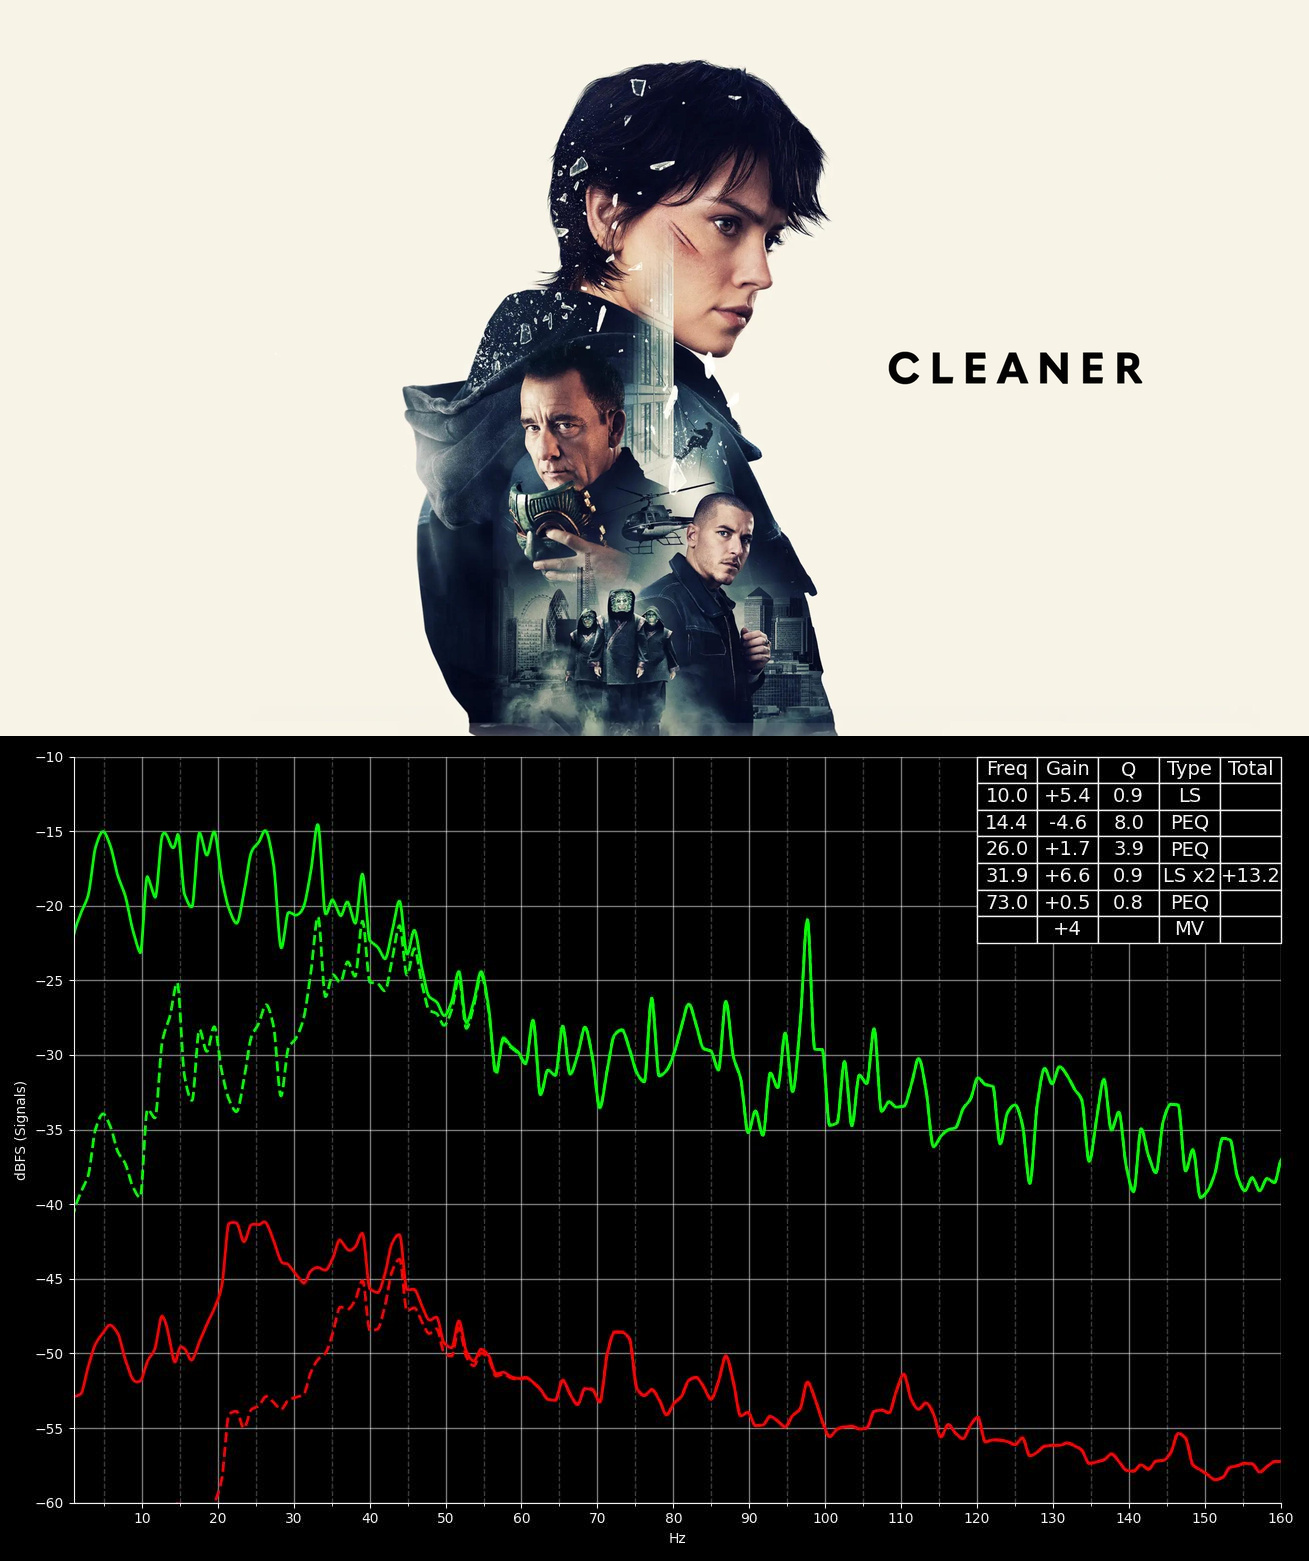 CLEANER
Freq Gain Q Type Total
10.0 +5.4 0.9 LS
14.4 -4.6 8.0 PEQ
26.0 +1.7 3.9 PEQ
31.9 +6.6 0.9 LS x2 +13.2
73.0 +0.5 0.8 PEQ
+4 MV
−10
−15
−20
−25
−30
−35
−40
−45
−50
−55
−60
dBFS (Signals)
10 20 30 40 50 60 70 80 90 100 110 120 130 140 150 160
Hz